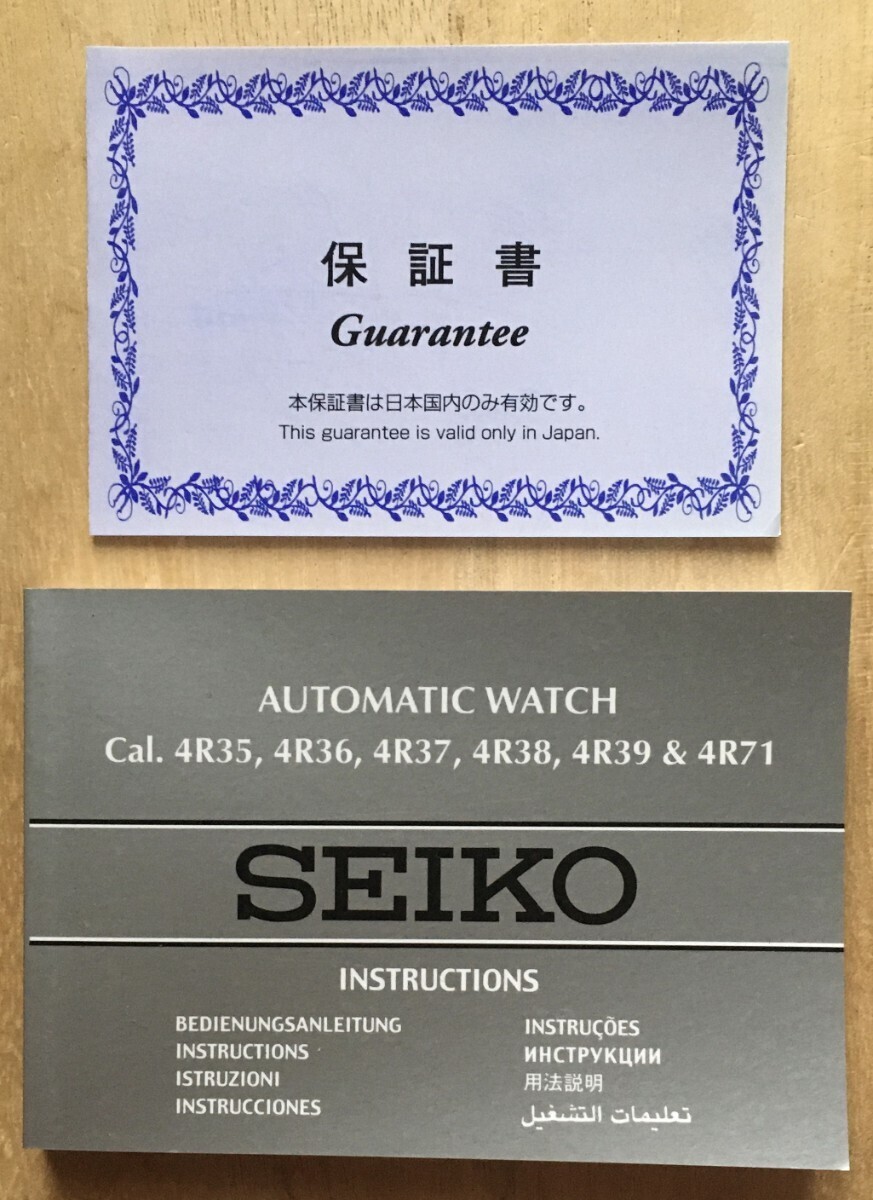 保証書
Guarantee
本保証書は日本国内のみ有効です。
This guarantee is valid only in Japan.
AUTOMATIC WATCH
Cal. 4R35, 4R36, 4R37, 4R38, 4R39 & 4R71
SEIKO
INSTRUCTIONS
BEDIENUNGSANLEITUNG
INSTRUCTIONS
ISTRUZIONI
INSTRUCCIONES
INSTRUÇÕES
ИНСТРУКЦИИ
用法説明
تعليمات التشغيل